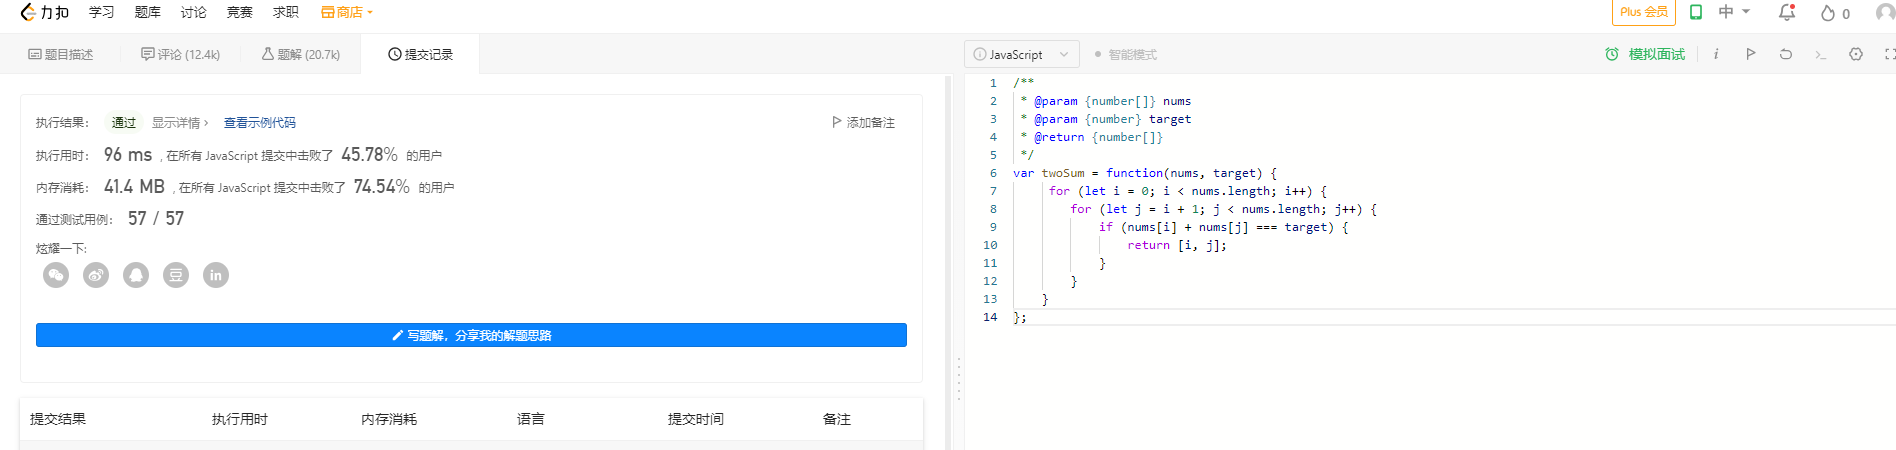 力扣 学习 题库 讨论 竞赛 求职 商店 Plus 会员 中 0
题目描述 评论 (12.4k) 题解 (20.7k) 提交记录 JavaScript 智能模式 模拟面试 i
执行结果： 通过 显示详情 › 查看示例代码 添加备注
执行用时： 96 ms , 在所有 JavaScript 提交中击败了 45.78% 的用户
内存消耗： 41.4 MB , 在所有 JavaScript 提交中击败了 74.54% 的用户
通过测试用例： 57 / 57
炫耀一下:
豆 in
写题解，分享我的解题思路
提交结果 执行用时 内存消耗 语言 提交时间 备注
1 /**
2  * @param {number[]} nums
3  * @param {number} target
4  * @return {number[]}
5  */
6 var twoSum = function(nums, target) {
7     for (let i = 0; i < nums.length; i++) {
8        for (let j = i + 1; j < nums.length; j++) {
9            if (nums[i] + nums[j] === target) {
10                return [i, j];
11            }
12        }
13    }
14 };